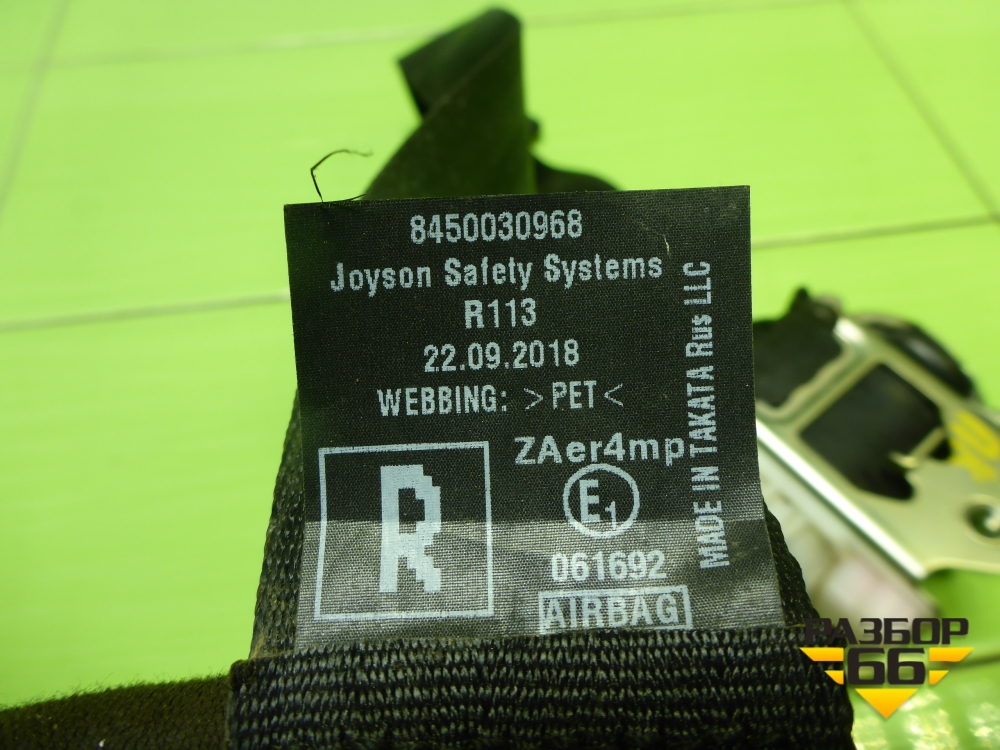 8450030968
Joyson Safety Systems
R113
22.09.2018
WEBBING: >PET<
ZAer4mp
R
E1
061692
AIRBAG
MADE IN TAKATA Rus LLC
РАЗБОР
66